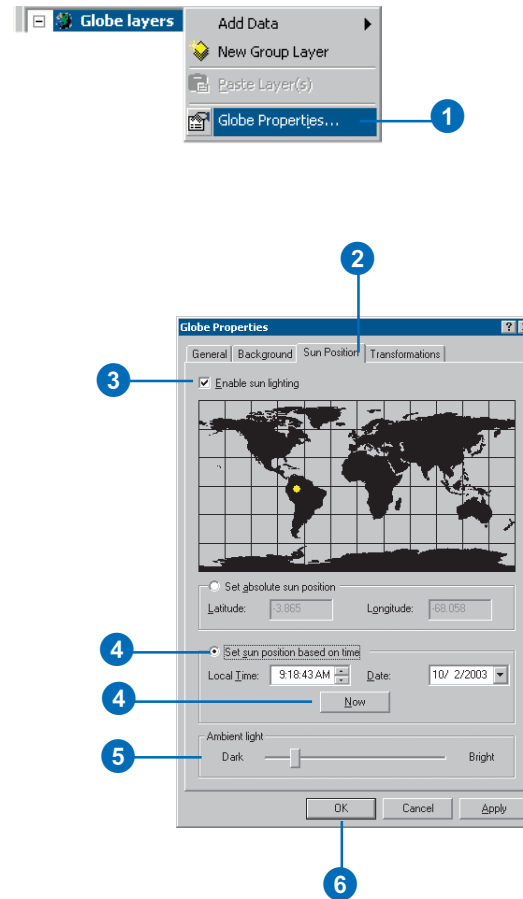 Globe layers
Add Data
New Group Layer
Paste Layer(s)
Globe Properties...
1
2
Globe Properties
General Background Sun Position Transformations
3
Enable sun lighting
Set absolute sun position
Latitude: -3.865 Longitude: -68.058
4
Set sun position based on time
Local Time: 9:18:43 AM Date: 10/ 2/2003
4
Now
Ambient light
5
Dark Bright
OK Cancel Apply
6